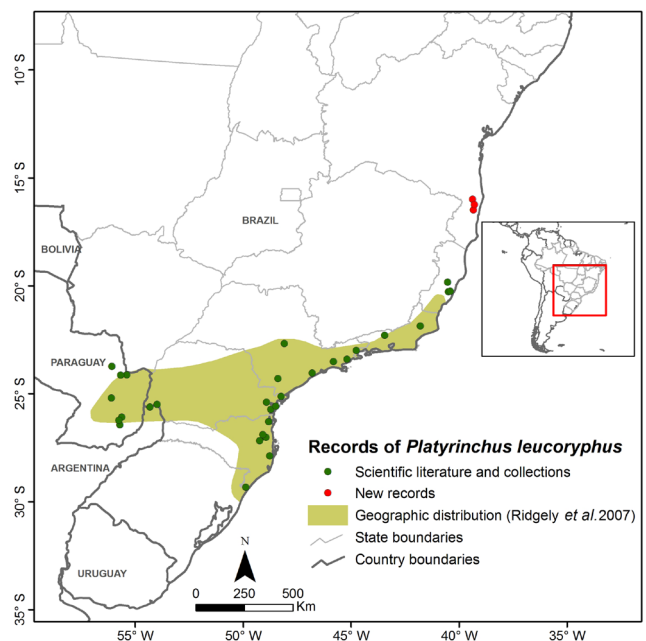 10° S
15° S
20° S
25° S
30° S
35° S
BRAZIL
BOLIVIA
PARAGUAY
ARGENTINA
URUGUAY
Records of Platyrinchus leucoryphus
Scientific literature and collections
New records
Geographic distribution (Ridgely et al.2007)
State boundaries
Country boundaries
N
0 250 500
Km
55° W 50° W 45° W 40° W 35° W